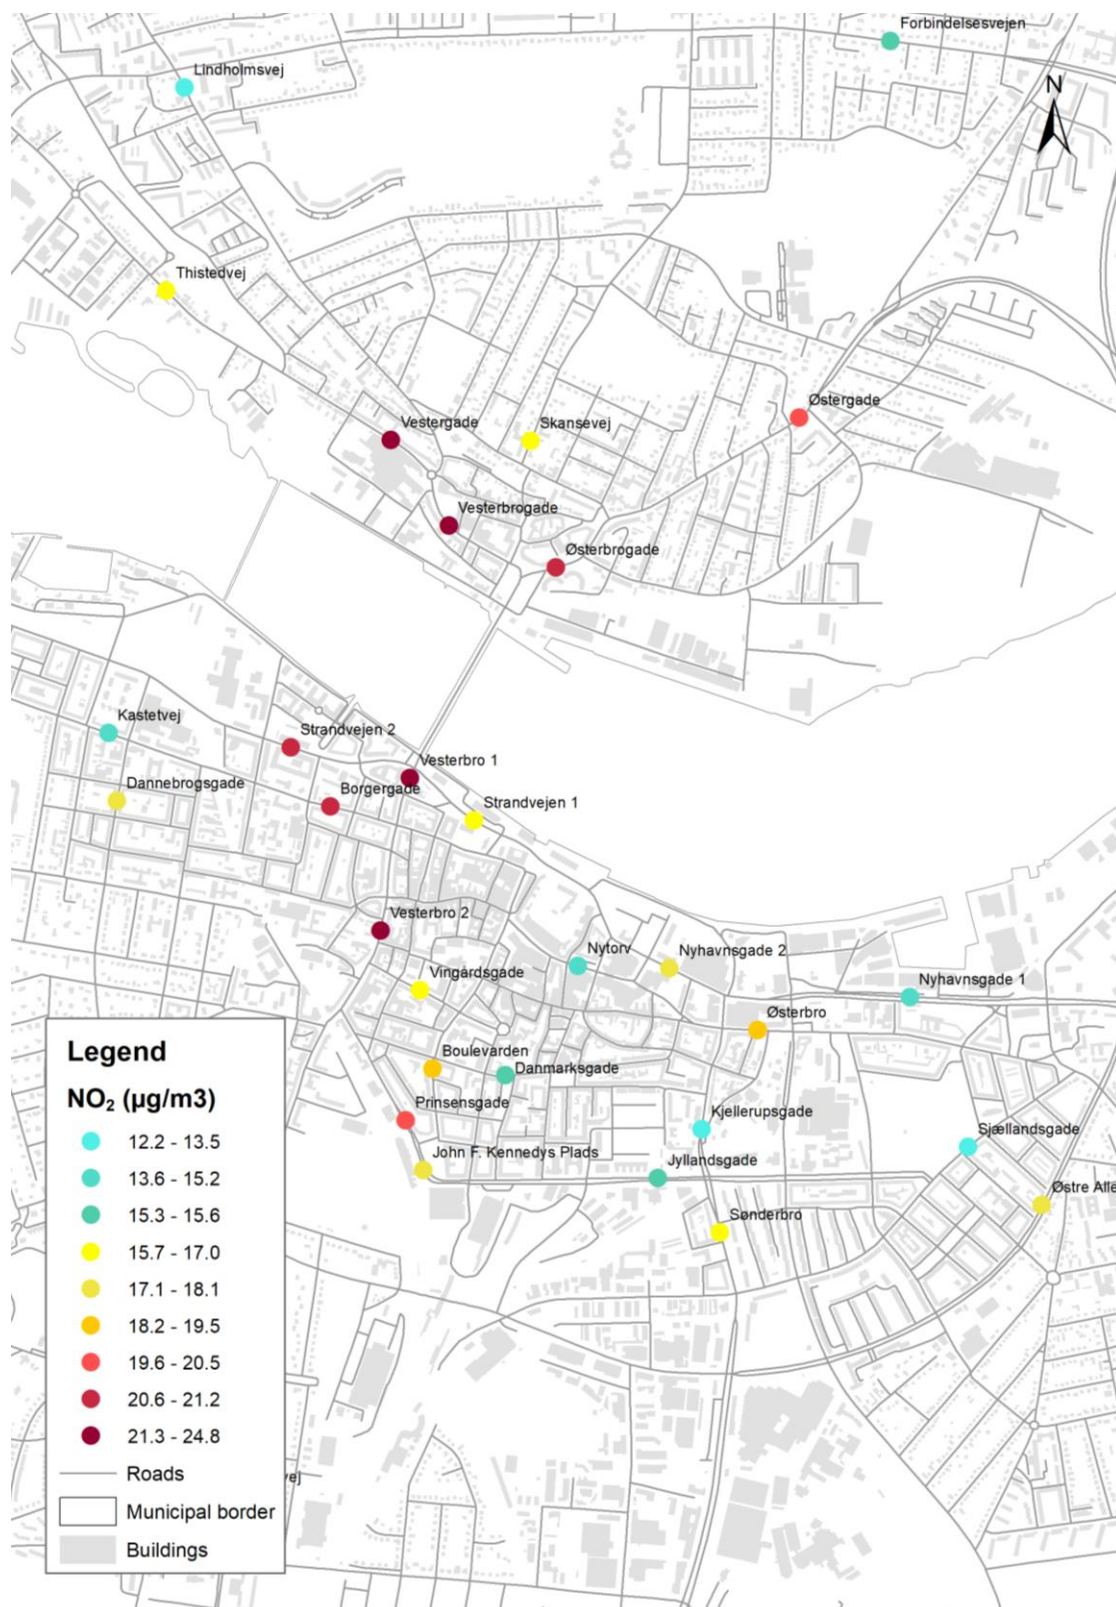 Forbindelsesvejen
Lindholmsvej
N
Thistedvej
Østergade
Vestergade
Skansevej
Vesterbrogade
Østerbrogade
Kastetvej
Strandvejen 2
Vesterbro 1
Dannebrogsgade
Borgergade
Strandvejen 1
Vesterbro 2
Nytorv
Nyhavnsgade 2
Vingårdsgade
Nyhavnsgade 1
Østerbro
Boulevarden
Danmarksgade
Prinsensgade
Kjellerupsgade
Sjællandsgade
John F. Kennedys Plads
Jyllandsgade
Østre Alle
Sønderbro
Legend
NO₂ (µg/m3)
12.2 - 13.5
13.6 - 15.2
15.3 - 15.6
15.7 - 17.0
17.1 - 18.1
18.2 - 19.5
19.6 - 20.5
20.6 - 21.2
21.3 - 24.8
Roads
vej
Municipal border
Buildings